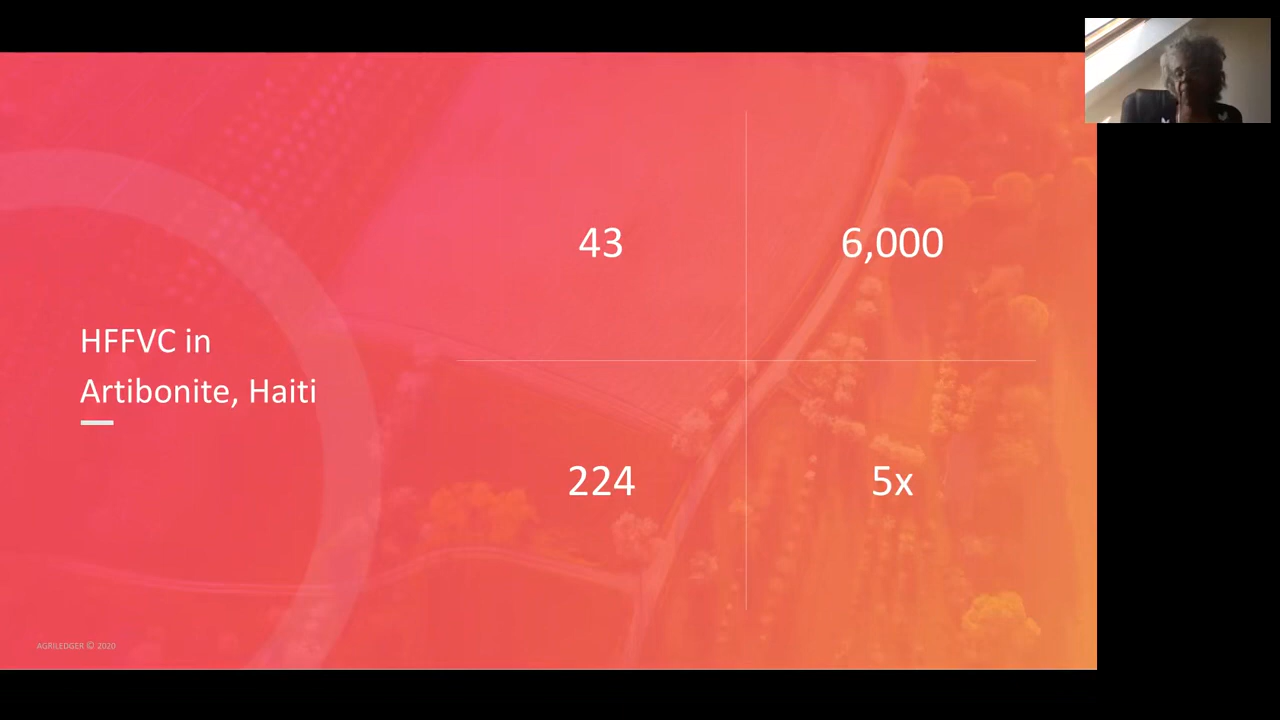 43
6,000
HFFVC in
Artibonite, Haiti
224
5x
AGRILEDGER © 2020